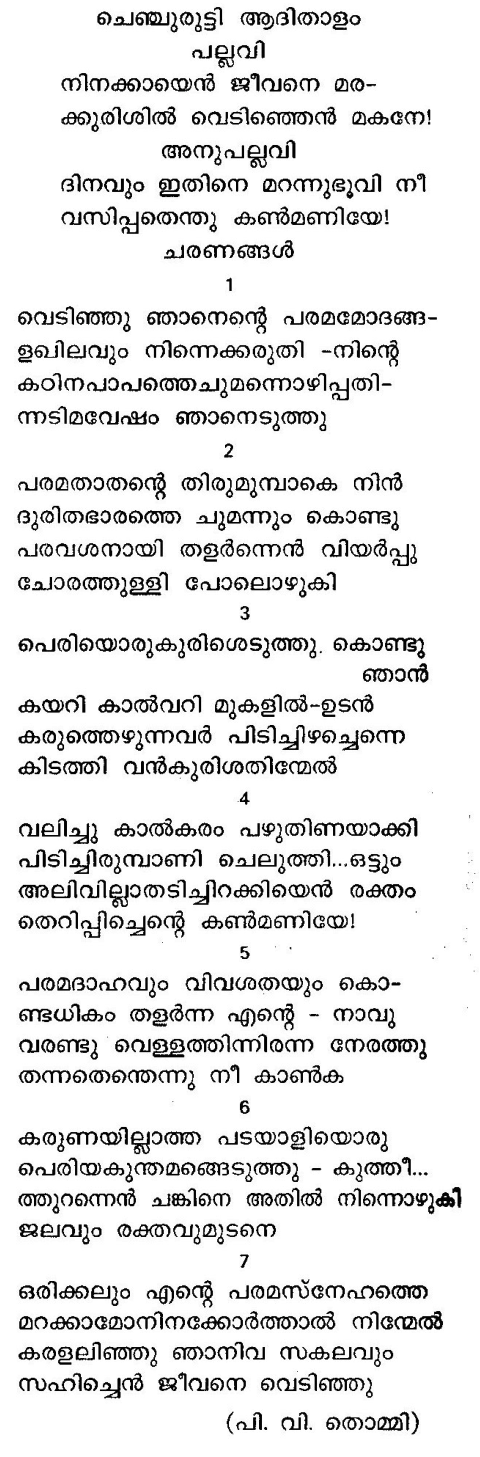 ചെഞ്ചുരുട്ടി ആദിതാളം
പല്ലവി
നിനക്കായെൻ ജീവനെ മര-
ക്കുരിശിൽ വെടിഞ്ഞെൻ മകനേ!
അനുപല്ലവി
ദിനവും ഇതിനെ മറന്നുഭൂവി നീ
വസിപ്പതെന്തു കൺമണിയേ!
ചരണങ്ങൾ
1
വെടിഞ്ഞു ഞാനെന്റെ പരമമോദങ്ങ-
ളഖിലവും നിന്നെക്കരുതി -നിന്റെ
കഠിനപാപത്തെചുമന്നൊഴിപ്പതി-
ന്നടിമവേഷം ഞാനെടുത്തു
2
പരമതാതന്റെ തിരുമുമ്പാകെ നിൻ
ദുരിതഭാരത്തെ ചുമന്നും കൊണ്ടു
പരവശനായി തളർന്നെൻ വിയർപ്പു
ചോരത്തുള്ളി പോലൊഴുകി
3
പെരിയൊരുകുരിശെടുത്തു. കൊണ്ടു
ഞാൻ
കയറി കാൽവറി മുകളിൽ-ഉടൻ
കരുത്തെഴുന്നവർ പിടിച്ചിഴച്ചെന്നെ
കിടത്തി വൻകുരിശതിന്മേൽ
4
വലിച്ചു കാൽകരം പഴുതിണയാക്കി
പിടിച്ചിരുമ്പാണി ചെലുത്തി...ഒട്ടും
അലിവില്ലാതടിച്ചിറക്കിയെൻ രക്തം
തെറിപ്പിച്ചെന്റെ കൺമണിയേ!
5
പരമദാഹവും വിവശതയും കൊ-
ണ്ടധികം തളർന്ന എന്റെ - നാവു
വരണ്ടു വെള്ളത്തിന്നിരന്ന നേരത്തു
തന്നതെന്തെന്നു നീ കാൺക
6
കരുണയില്ലാത്ത പടയാളിയൊരു
പെരിയകുന്തമങ്ങെടുത്തു - കുത്തീ...
ത്തുറന്നെൻ ചങ്കിനെ അതിൽ നിന്നൊഴുകീ
ജലവും രക്തവുമുടനെ
7
ഒരിക്കലും എന്റെ പരമസ്നേഹത്തെ
മറക്കാമോനിനക്കോർത്താൽ നിന്മേൽ
കരളലിഞ്ഞു ഞാനിവ സകലവും
സഹിച്ചെൻ ജീവനെ വെടിഞ്ഞു
(പി. വി. തൊമ്മി)